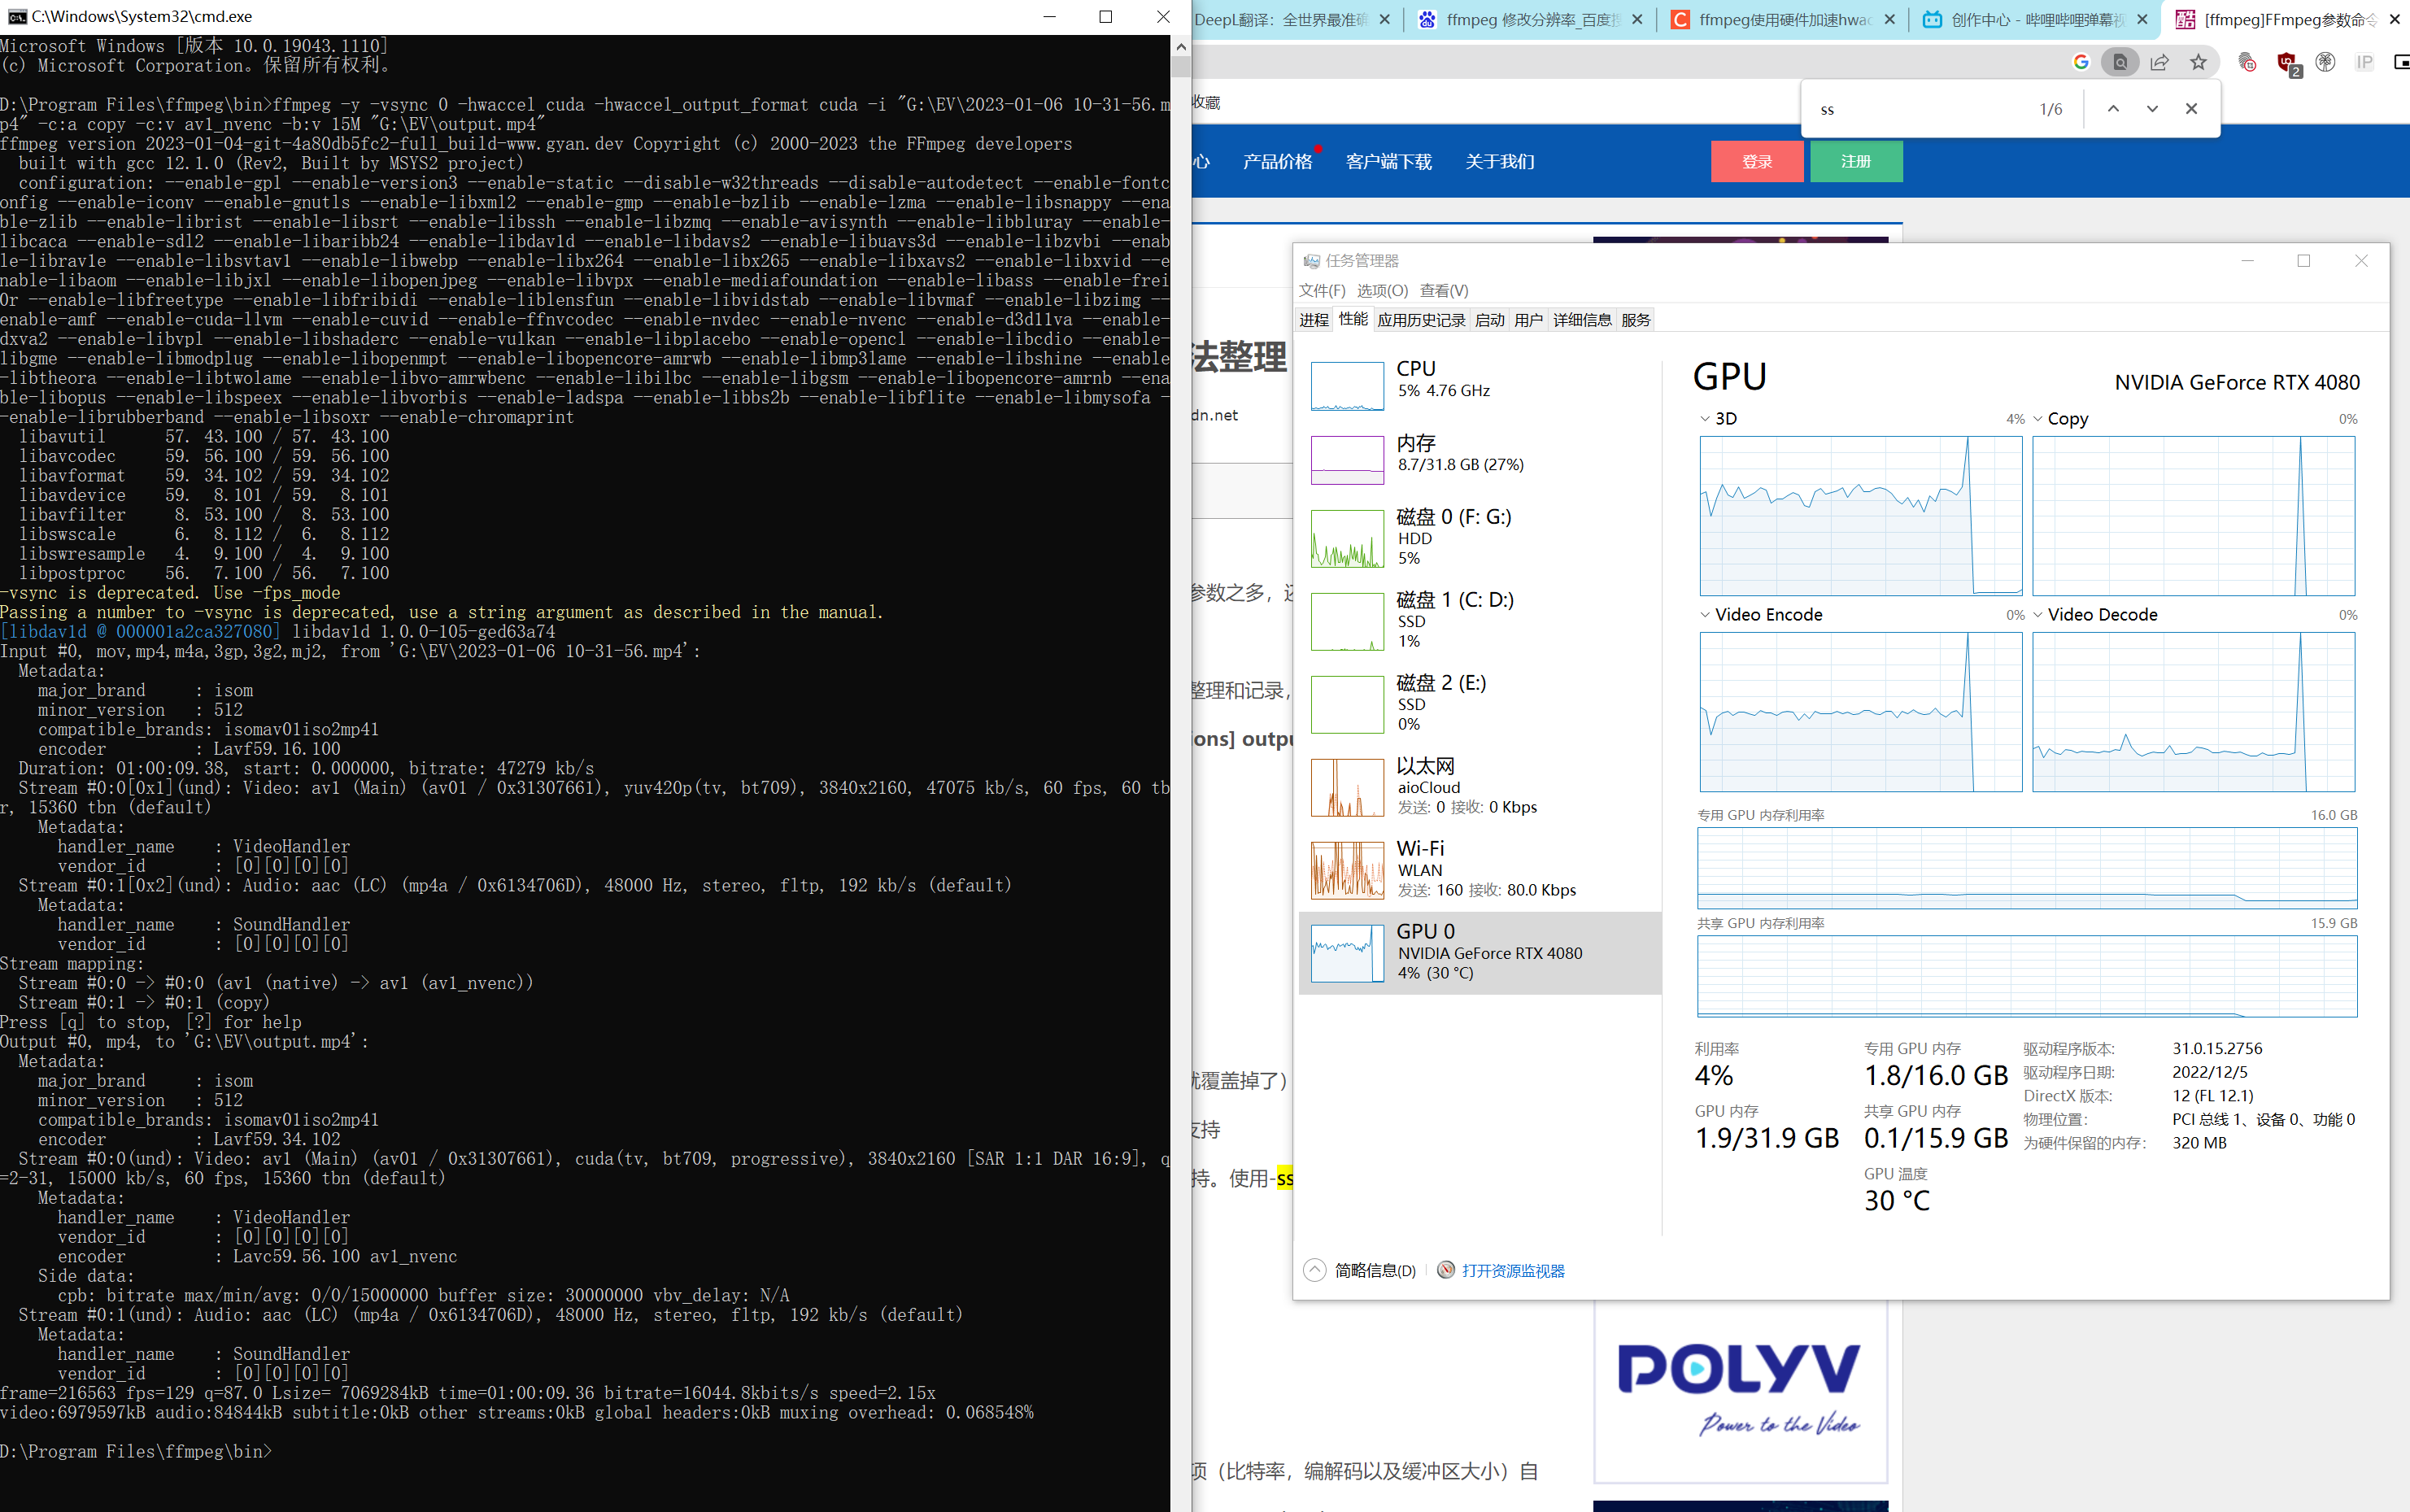 C:\Windows\System32\cmd.exe
Microsoft Windows [版本 10.0.19043.1110]
(c) Microsoft Corporation。保留所有权利。
D:\Program Files\ffmpeg\bin>ffmpeg -y -vsync 0 -hwaccel cuda -hwaccel_output_format cuda -i "G:\EV\2023-01-06 10-31-56.m
p4" -c:a copy -c:v av1_nvenc -b:v 15M "G:\EV\output.mp4"
ffmpeg version 2023-01-04-git-4a80db5fc2-full_build-www.gyan.dev Copyright (c) 2000-2023 the FFmpeg developers
built with gcc 12.1.0 (Rev2, Built by MSYS2 project)
configuration: --enable-gpl --enable-version3 --enable-static --disable-w32threads --disable-autodetect --enable-fontc
onfig --enable-iconv --enable-gnutls --enable-libxml2 --enable-gmp --enable-bzlib --enable-lzma --enable-libsnappy --ena
ble-zlib --enable-librist --enable-libsrt --enable-libssh --enable-libzmq --enable-avisynth --enable-libbluray --enable-
libcaca --enable-sdl2 --enable-libaribb24 --enable-libdav1d --enable-libdavs2 --enable-libuavs3d --enable-libzvbi --enab
le-librav1e --enable-libsvtav1 --enable-libwebp --enable-libx264 --enable-libx265 --enable-libxavs2 --enable-libxvid --e
nable-libaom --enable-libjxl --enable-libopenjpeg --enable-libvpx --enable-mediafoundation --enable-libass --enable-frei
0r --enable-libfreetype --enable-libfribidi --enable-liblensfun --enable-libvidstab --enable-libvmaf --enable-libzimg --
enable-amf --enable-cuda-llvm --enable-cuvid --enable-ffnvcodec --enable-nvdec --enable-nvenc --enable-d3d11va --enable-
dxva2 --enable-libvpl --enable-libshaderc --enable-vulkan --enable-libplacebo --enable-opencl --enable-libcdio --enable-
libgme --enable-libmodplug --enable-libopenmpt --enable-libopencore-amrwb --enable-libmp3lame --enable-libshine --enable
-libtheora --enable-libtwolame --enable-libvo-amrwbenc --enable-libilbc --enable-libgsm --enable-libopencore-amrnb --ena
ble-libopus --enable-libspeex --enable-libvorbis --enable-ladspa --enable-libbs2b --enable-libflite --enable-libmysofa -
-enable-librubberband --enable-libsoxr --enable-chromaprint
libavutil 57. 43.100 / 57. 43.100
libavcodec 59. 56.100 / 59. 56.100
libavformat 59. 34.102 / 59. 34.102
libavdevice 59. 8.101 / 59. 8.101
libavfilter 8. 53.100 / 8. 53.100
libswscale 6. 8.112 / 6. 8.112
libswresample 4. 9.100 / 4. 9.100
libpostproc 56. 7.100 / 56. 7.100
-vsync is deprecated. Use -fps_mode
Passing a number to -vsync is deprecated, use a string argument as described in the manual.
[libdav1d @ 000001a2ca327080] libdav1d 1.0.0-105-ged63a74
Input #0, mov,mp4,m4a,3gp,3g2,mj2, from 'G:\EV\2023-01-06 10-31-56.mp4':
Metadata:
major_brand : isom
minor_version : 512
compatible_brands: isomav01iso2mp41
encoder : Lavf59.16.100
Duration: 01:00:09.38, start: 0.000000, bitrate: 47279 kb/s
Stream #0:0[0x1](und): Video: av1 (Main) (av01 / 0x31307661), yuv420p(tv, bt709), 3840x2160, 47075 kb/s, 60 fps, 60 tb
r, 15360 tbn (default)
Metadata:
handler_name : VideoHandler
vendor_id : [0][0][0][0]
Stream #0:1[0x2](und): Audio: aac (LC) (mp4a / 0x6134706D), 48000 Hz, stereo, fltp, 192 kb/s (default)
Metadata:
handler_name : SoundHandler
vendor_id : [0][0][0][0]
Stream mapping:
Stream #0:0 -> #0:0 (av1 (native) -> av1 (av1_nvenc))
Stream #0:1 -> #0:1 (copy)
Press [q] to stop, [?] for help
Output #0, mp4, to 'G:\EV\output.mp4':
Metadata:
major_brand : isom
minor_version : 512
compatible_brands: isomav01iso2mp41
encoder : Lavf59.34.102
Stream #0:0(und): Video: av1 (Main) (av01 / 0x31307661), cuda(tv, bt709, progressive), 3840x2160 [SAR 1:1 DAR 16:9], q
=2-31, 15000 kb/s, 60 fps, 15360 tbn (default)
Metadata:
handler_name : VideoHandler
vendor_id : [0][0][0][0]
encoder : Lavc59.56.100 av1_nvenc
Side data:
cpb: bitrate max/min/avg: 0/0/15000000 buffer size: 30000000 vbv_delay: N/A
Stream #0:1(und): Audio: aac (LC) (mp4a / 0x6134706D), 48000 Hz, stereo, fltp, 192 kb/s (default)
Metadata:
handler_name : SoundHandler
vendor_id : [0][0][0][0]
frame=216563 fps=129 q=87.0 Lsize= 7069284kB time=01:00:09.36 bitrate=16044.8kbits/s speed=2.15x
video:6979597kB audio:84844kB subtitle:0kB other streams:0kB global headers:0kB muxing overhead: 0.068548%
D:\Program Files\ffmpeg\bin>
DeepL翻译：全世界最准确
ffmpeg 修改分辨率_百度搜
ffmpeg使用硬件加速hwac
创作中心 - 哔哩哔哩弹幕视
[ffmpeg]FFmpeg参数命令
2
IP
收藏
ss 1/6
心 产品价格 客户端下载 关于我们
登录 注册
法整理
dn.net
参数之多，还
整理和记录，
ions] outpu
就覆盖掉了）
支持
持。使用-ss
项（比特率，编解码以及缓冲区大小）自
POLYV
Power to the Video
任务管理器
文件(F) 选项(O) 查看(V)
进程 性能 应用历史记录 启动 用户 详细信息 服务
CPU
5% 4.76 GHz
内存
8.7/31.8 GB (27%)
磁盘 0 (F: G:)
HDD
5%
磁盘 1 (C: D:)
SSD
1%
磁盘 2 (E:)
SSD
0%
以太网
aioCloud
发送: 0 接收: 0 Kbps
Wi-Fi
WLAN
发送: 160 接收: 80.0 Kbps
GPU 0
NVIDIA GeForce RTX 4080
4% (30 °C)
GPU
NVIDIA GeForce RTX 4080
3D 4%
Copy 0%
Video Encode 0%
Video Decode 0%
专用 GPU 内存利用率 16.0 GB
共享 GPU 内存利用率 15.9 GB
利用率
4%
GPU 内存
1.9/31.9 GB
专用 GPU 内存
1.8/16.0 GB
共享 GPU 内存
0.1/15.9 GB
GPU 温度
30 °C
驱动程序版本: 31.0.15.2756
驱动程序日期: 2022/12/5
DirectX 版本: 12 (FL 12.1)
物理位置: PCI 总线 1、设备 0、功能 0
为硬件保留的内存: 320 MB
简略信息(D)
打开资源监视器